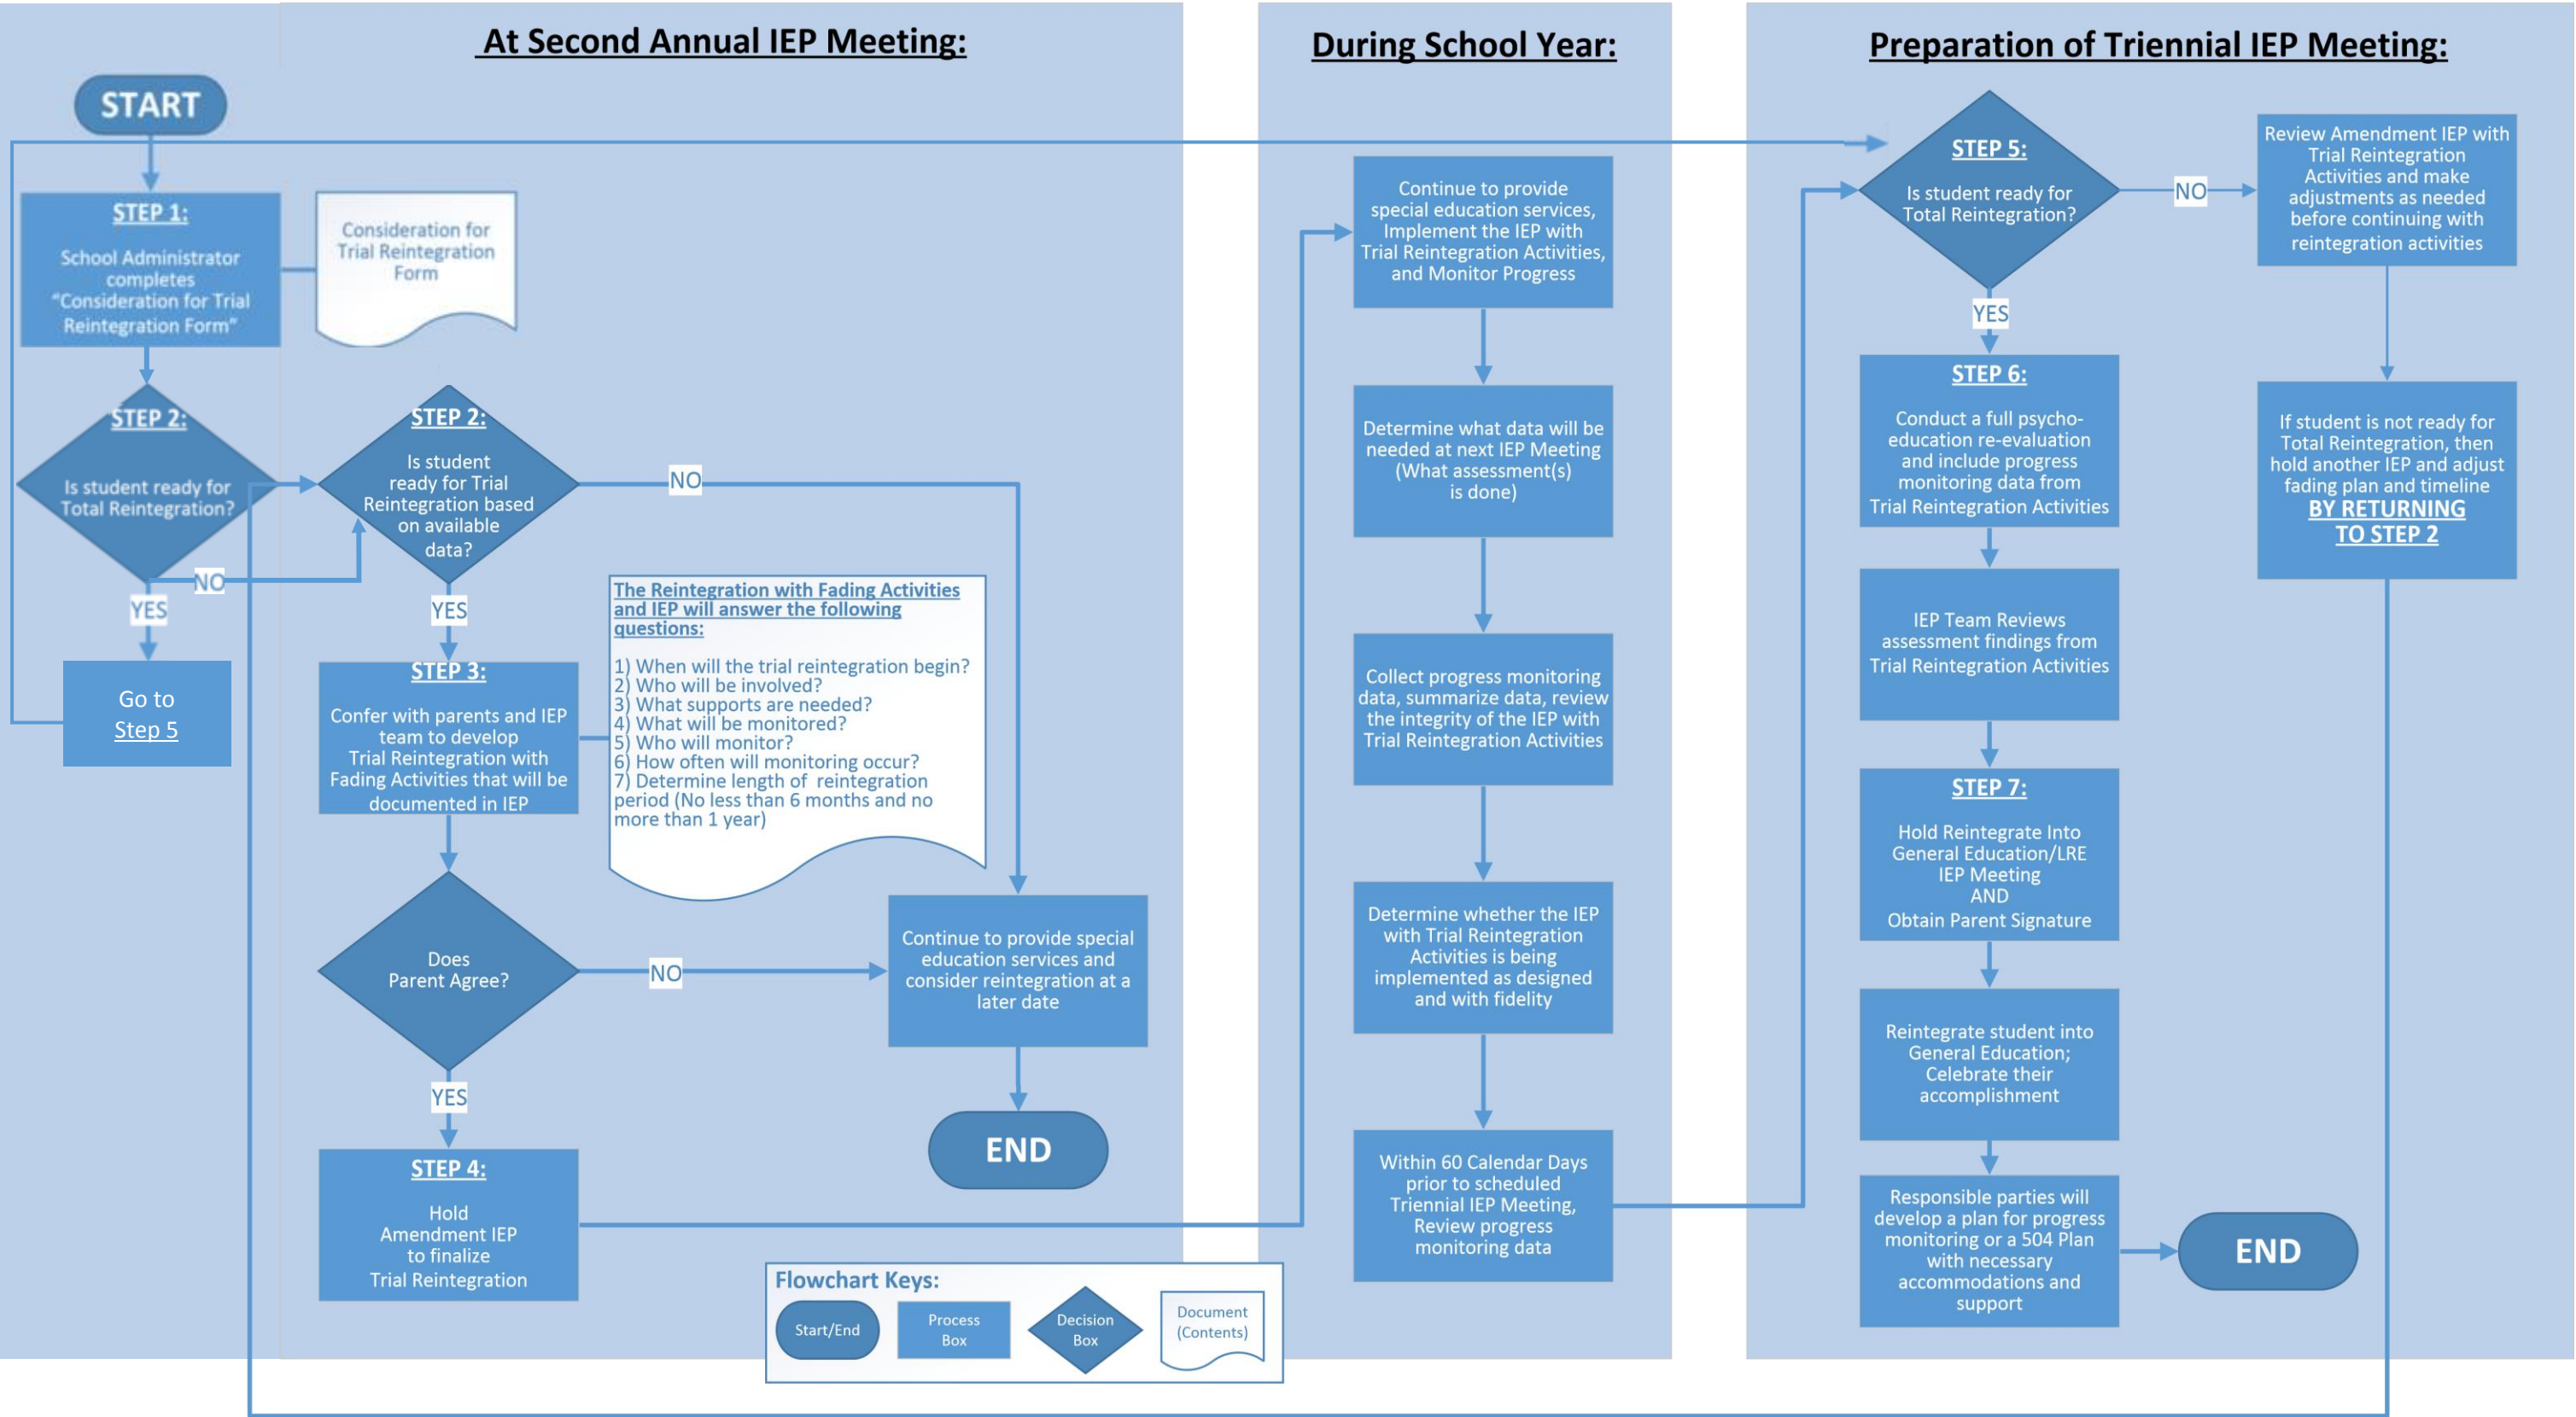 At Second Annual IEP Meeting:
START
STEP 1:
School Administrator
completes
"Consideration for Trial
Reintegration Form"
Consideration for
Trial Reintegration
Form
STEP 2:
Is student ready for
Total Reintegration?
NO
YES
Go to
Step 5
STEP 2:
Is student
ready for Trial
Reintegration based
on available
data?
NO
YES
STEP 3:
Confer with parents and IEP
team to develop
Trial Reintegration with
Fading Activities that will be
documented in IEP
The Reintegration with Fading Activities
and IEP will answer the following
questions:
1) When will the trial reintegration begin?
2) Who will be involved?
3) What supports are needed?
4) What will be monitored?
5) Who will monitor?
6) How often will monitoring occur?
7) Determine length of reintegration
period (No less than 6 months and no
more than 1 year)
Does
Parent Agree?
NO
Continue to provide special
education services and
consider reintegration at a
later date
END
YES
STEP 4:
Hold
Amendment IEP
to finalize
Trial Reintegration
Flowchart Keys:
Start/End
Process
Box
Decision
Box
Document
(Contents)
During School Year:
Continue to provide
special education services,
Implement the IEP with
Trial Reintegration Activities,
and Monitor Progress
Determine what data will be
needed at next IEP Meeting
(What assessment(s)
is done)
Collect progress monitoring
data, summarize data, review
the integrity of the IEP with
Trial Reintegration Activities
Determine whether the IEP
with Trial Reintegration
Activities is being
implemented as designed
and with fidelity
Within 60 Calendar Days
prior to scheduled
Triennial IEP Meeting,
Review progress
monitoring data
Preparation of Triennial IEP Meeting:
STEP 5:
Is student ready for
Total Reintegration?
NO
Review Amendment IEP with
Trial Reintegration
Activities and make
adjustments as needed
before continuing with
reintegration activities
If student is not ready for
Total Reintegration, then
hold another IEP and adjust
fading plan and timeline
BY RETURNING
TO STEP 2
YES
STEP 6:
Conduct a full psycho-
education re-evaluation
and include progress
monitoring data from
Trial Reintegration Activities
IEP Team Reviews
assessment findings from
Trial Reintegration Activities
STEP 7:
Hold Reintegrate Into
General Education/LRE
IEP Meeting
AND
Obtain Parent Signature
Reintegrate student into
General Education;
Celebrate their
accomplishment
Responsible parties will
develop a plan for progress
monitoring or a 504 Plan
with necessary
accommodations and
support
END